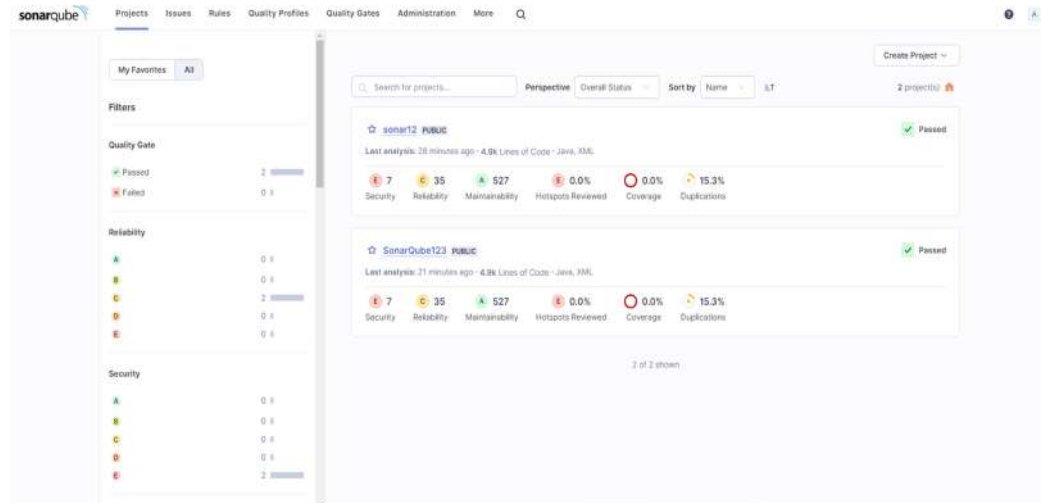 sonarqube Projects Issues Rules Quality Profiles Quality Gates Administration More A
Create Project
My Favorites All
Search for projects... Perspective Overall Status Sort by Name 2 project(s)
Filters
Quality Gate
Passed 2
Failed 0
Reliability
A 0
B 0
C 2
D 0
E 0
Security
A 0
B 0
C 0
D 0
E 2
sonar12 PUBLIC Passed
Last analysis: 28 minutes ago · 4.9k Lines of Code · Java, XML
E 7 C 35 A 527 E 0.0% 0.0% 15.3%
Security Reliability Maintainability Hotspots Reviewed Coverage Duplications
SonarQube123 PUBLIC Passed
Last analysis: 21 minutes ago · 4.9k Lines of Code · Java, XML
E 7 C 35 A 527 E 0.0% 0.0% 15.3%
Security Reliability Maintainability Hotspots Reviewed Coverage Duplications
2 of 2 shown